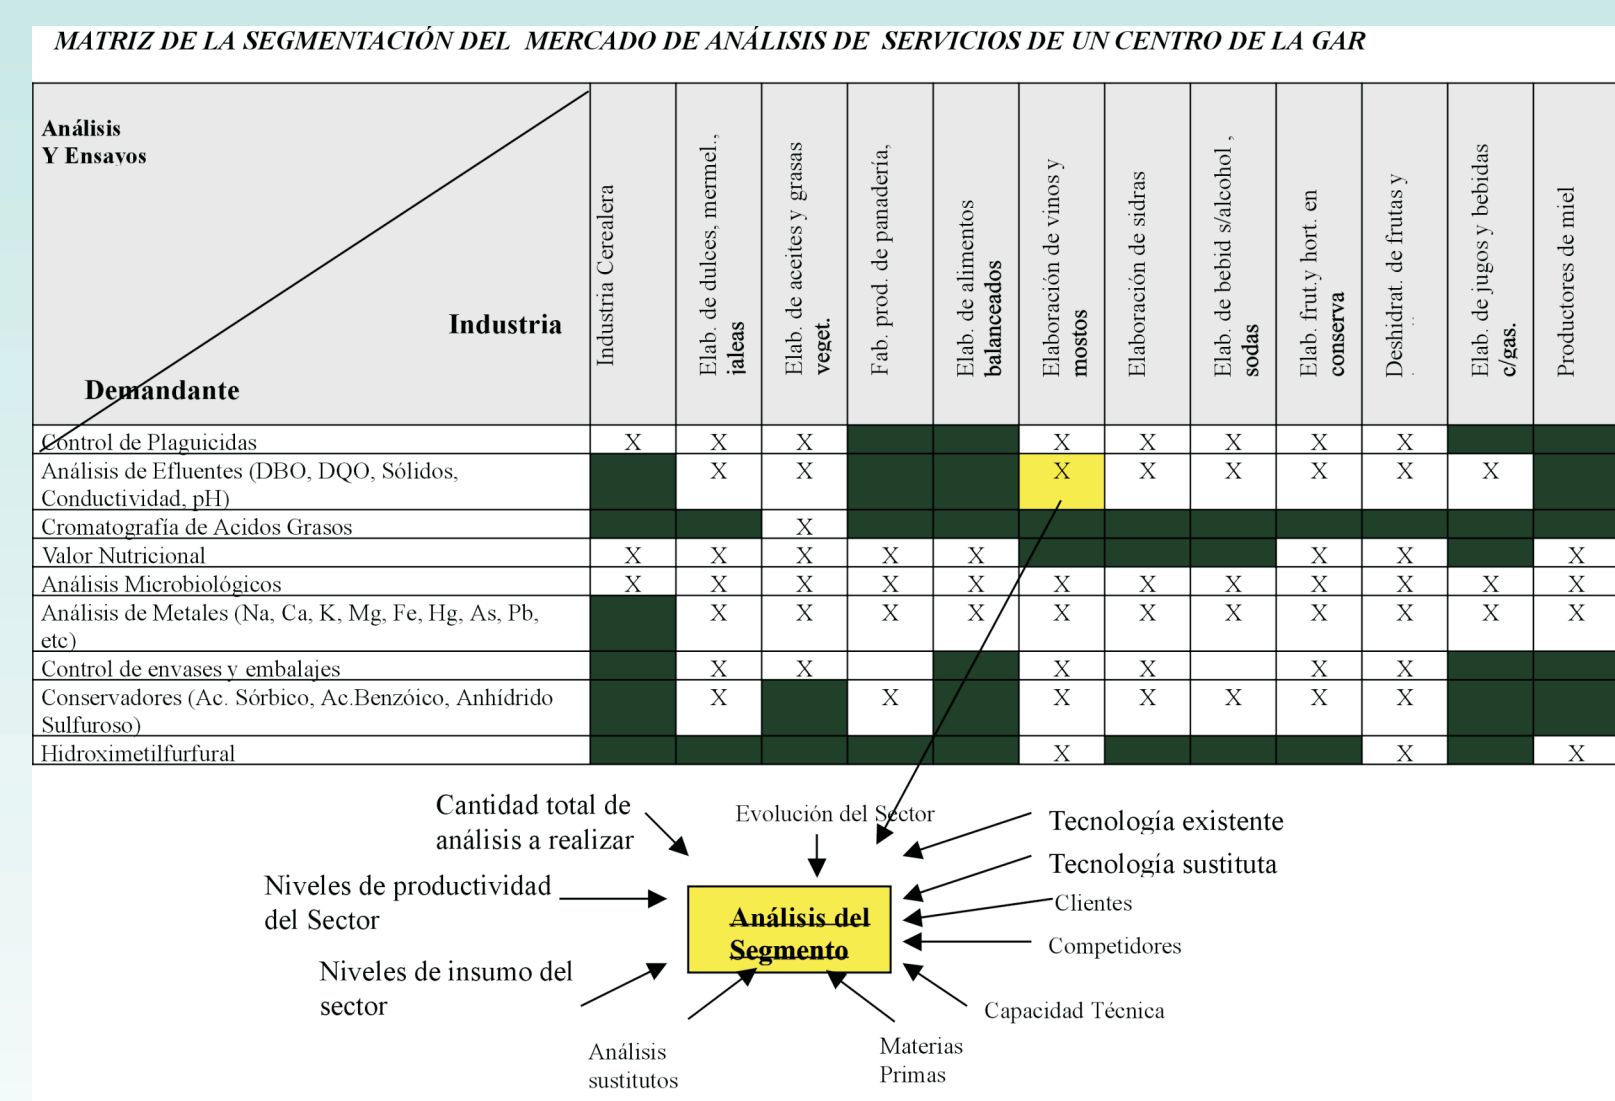 MATRIZ DE LA SEGMENTACIÓN DEL MERCADO DE ANÁLISIS DE SERVICIOS DE UN CENTRO DE LA GAR
Análisis
Y Ensayos
Industria
Demandante
Industria Cerealera
Elab. de dulces, mermel.,
jaleas
Elab. de aceites y grasas
veget.
Fab. prod. de panadería,
Elab. de alimentos
balanceados
Elaboración de vinos y
mostos
Elaboración de sidras
Elab. de bebid s/alcohol ,
sodas
Elab. frut.y hort. en
conserva
Deshidrat. de frutas y
Elab. de jugos y bebidas
c/gas.
Productores de miel
Control de Plaguicidas X X X X X X X X
Análisis de Efluentes (DBO, DQO, Sólidos, X X X X X X X X
Conductividad, pH)
Cromatografía de Acidos Grasos X
Valor Nutricional X X X X X X X X
Análisis Microbiológicos X X X X X X X X X X X X
Análisis de Metales (Na, Ca, K, Mg, Fe, Hg, As, Pb, X X X X X X X X X X X
etc)
Control de envases y embalajes X X X X X X
Conservadores (Ac. Sórbico, Ac.Benzóico, Anhídrido X X X X X X X
Sulfuroso)
Hidroximetilfurfural X X X
Cantidad total de
análisis a realizar
Evolución del Sector
Tecnología existente
Tecnología sustituta
Niveles de productividad
del Sector
Clientes
Análisis del
Segmento
Competidores
Niveles de insumo del
sector
Capacidad Técnica
Análisis
sustitutos
Materias
Primas